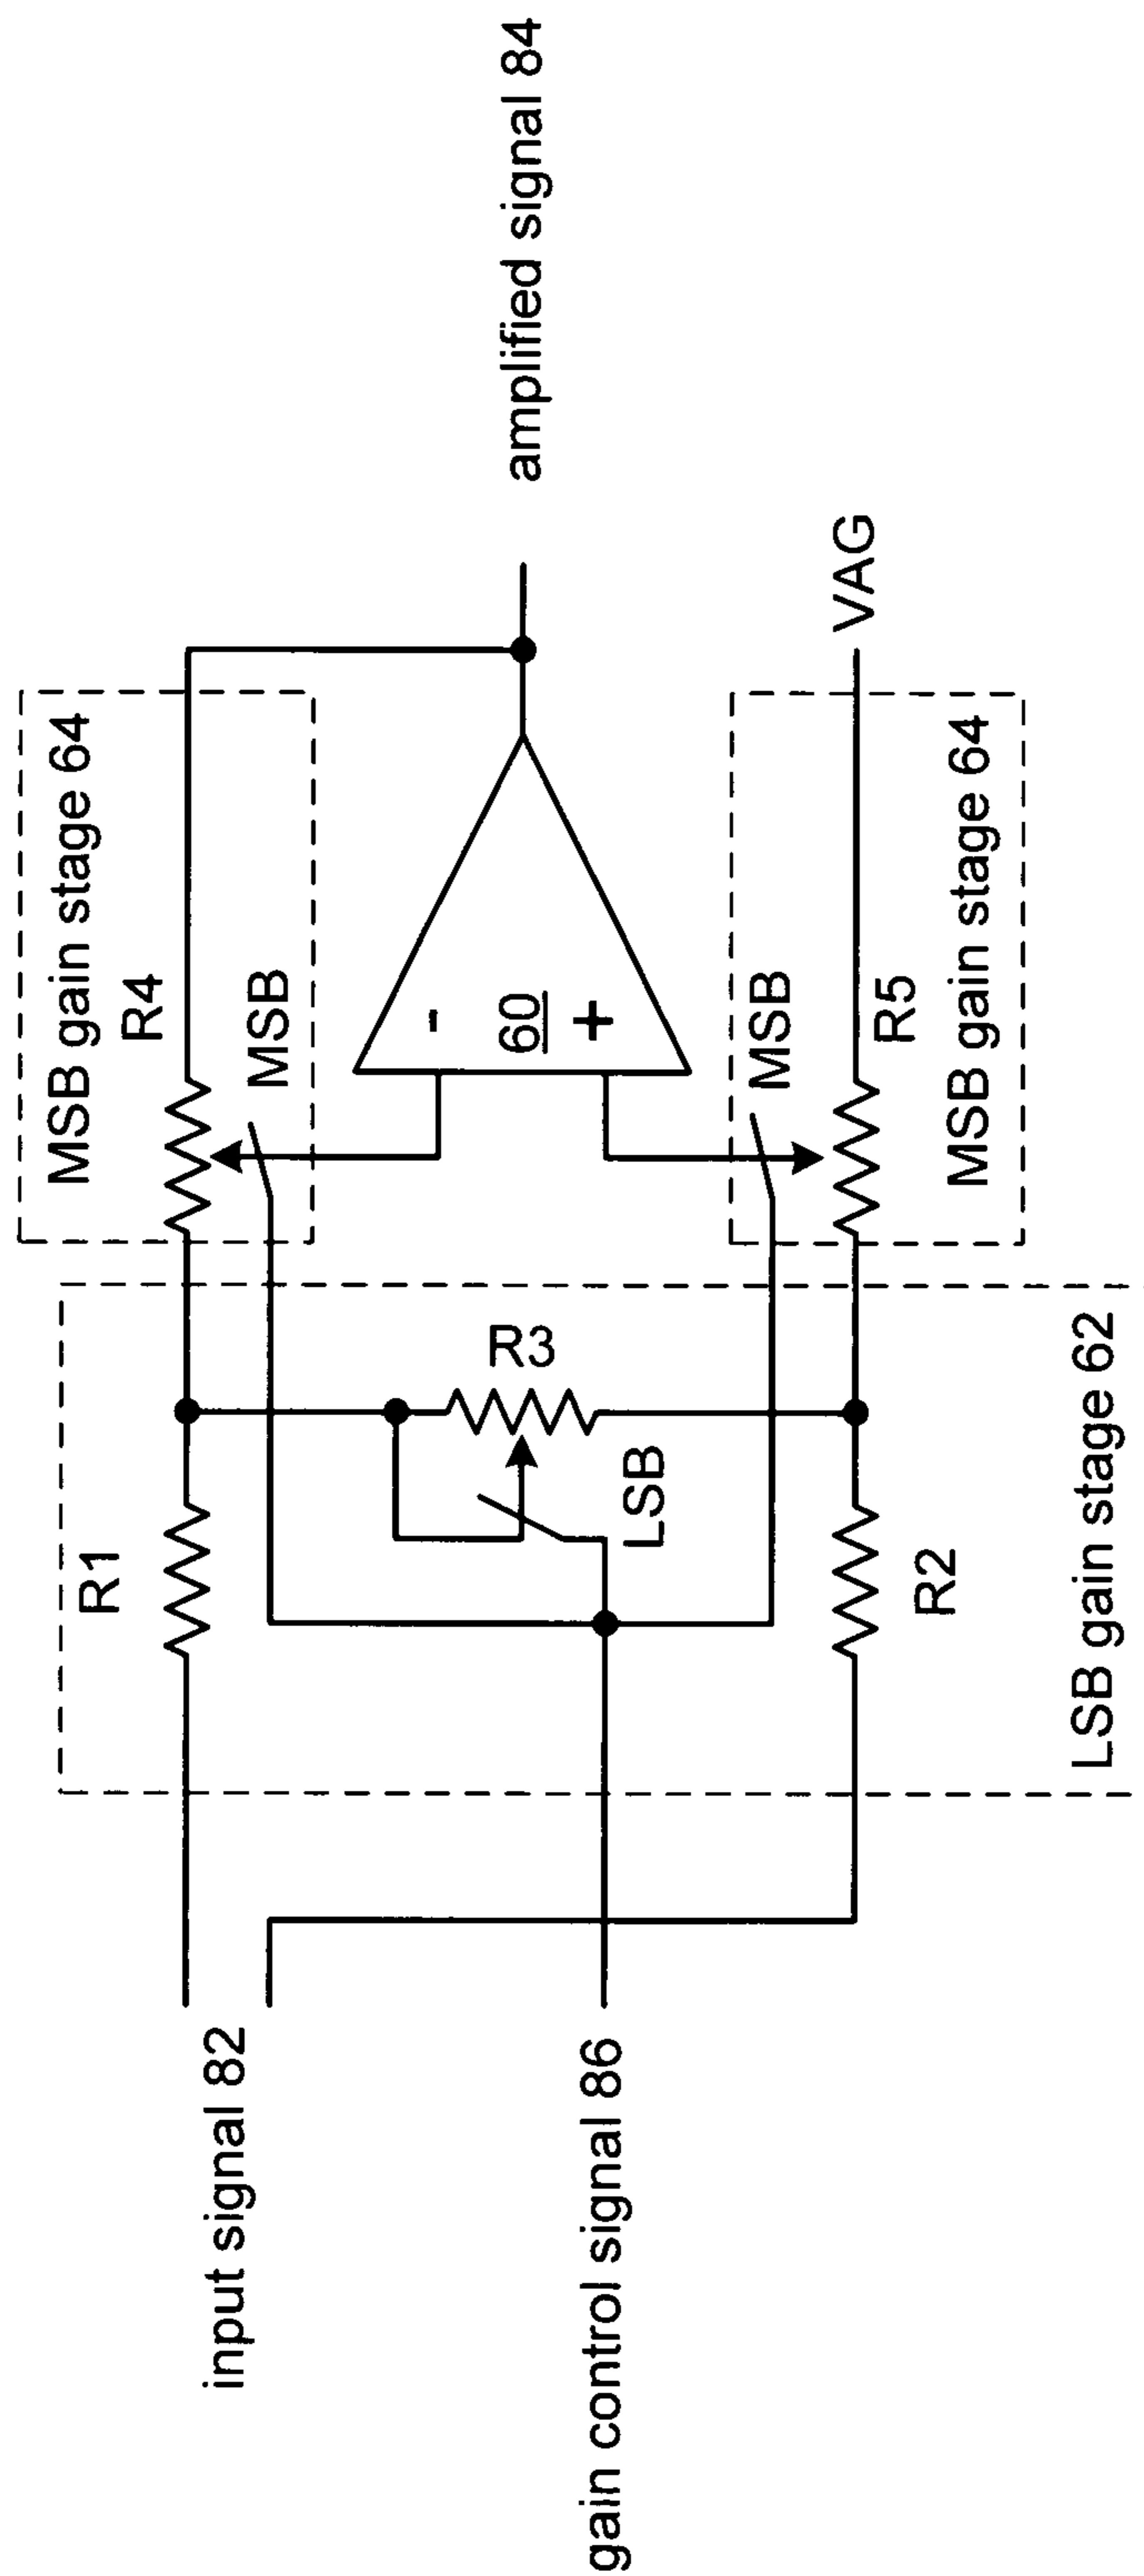 MSB gain stage 64
R4
MSB
R1
input signal 82
R3
LSB
-
60
+
amplified signal 84
gain control signal 86
MSB
R2
R5
VAG
MSB gain stage 64
LSB gain stage 62